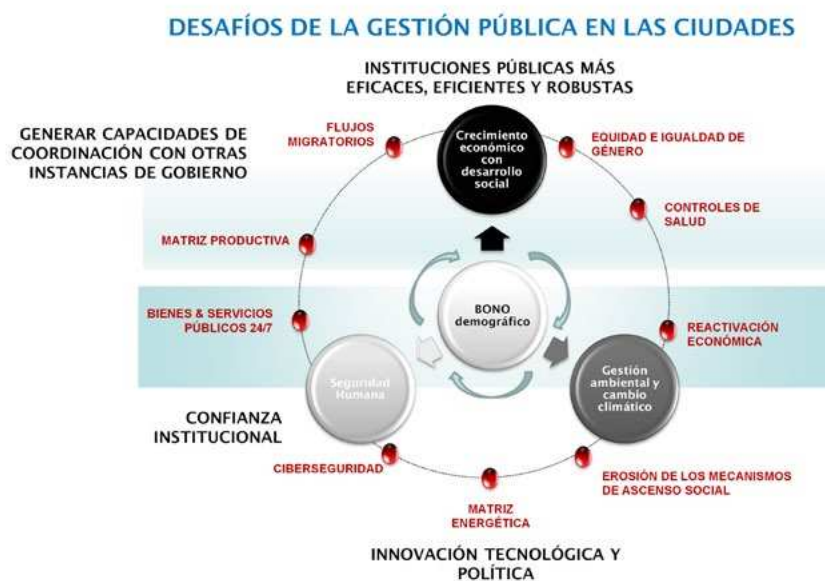 DESAFÍOS DE LA GESTIÓN PÚBLICA EN LAS CIUDADES
INSTITUCIONES PÚBLICAS MÁS
EFICACES, EFICIENTES Y ROBUSTAS
GENERAR CAPACIDADES DE
COORDINACIÓN CON OTRAS
INSTANCIAS DE GOBIERNO
FLUJOS
MIGRATORIOS
Crecimiento
económico
con
desarrollo
social
EQUIDAD E IGUALDAD DE
GÉNERO
CONTROLES DE
SALUD
MATRIZ PRODUCTIVA
BONO
demográfico
BIENES & SERVICIOS
PÚBLICOS 24/7
REACTIVACIÓN
ECONÓMICA
Seguridad
Humana
Gestión
ambiental y
cambio
climático
CONFIANZA
INSTITUCIONAL
CIBERSEGURIDAD
EROSIÓN DE LOS MECANISMOS
DE ASCENSO SOCIAL
MATRIZ
ENERGÉTICA
INNOVACIÓN TECNOLÓGICA Y
POLÍTICA